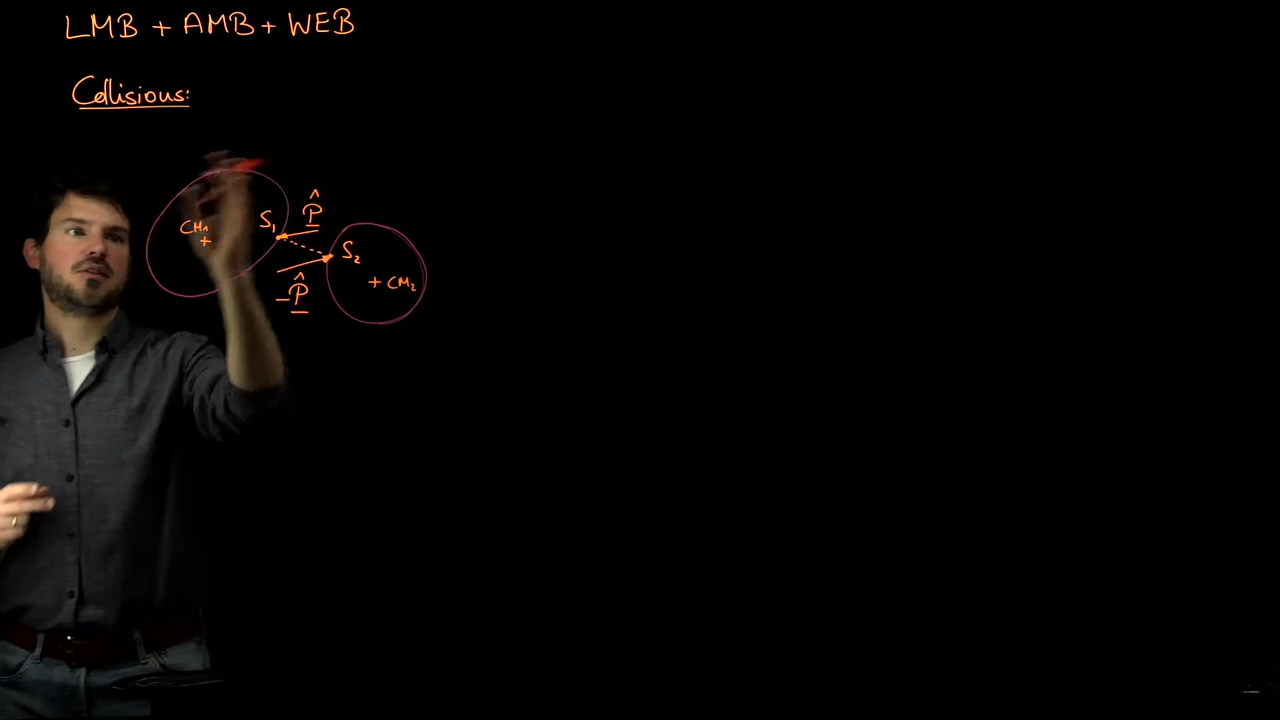 LMB + AMB + WEB
Collisions:
CM₁
+
S₁
P̂
S₂
-P̂
+ CM₂